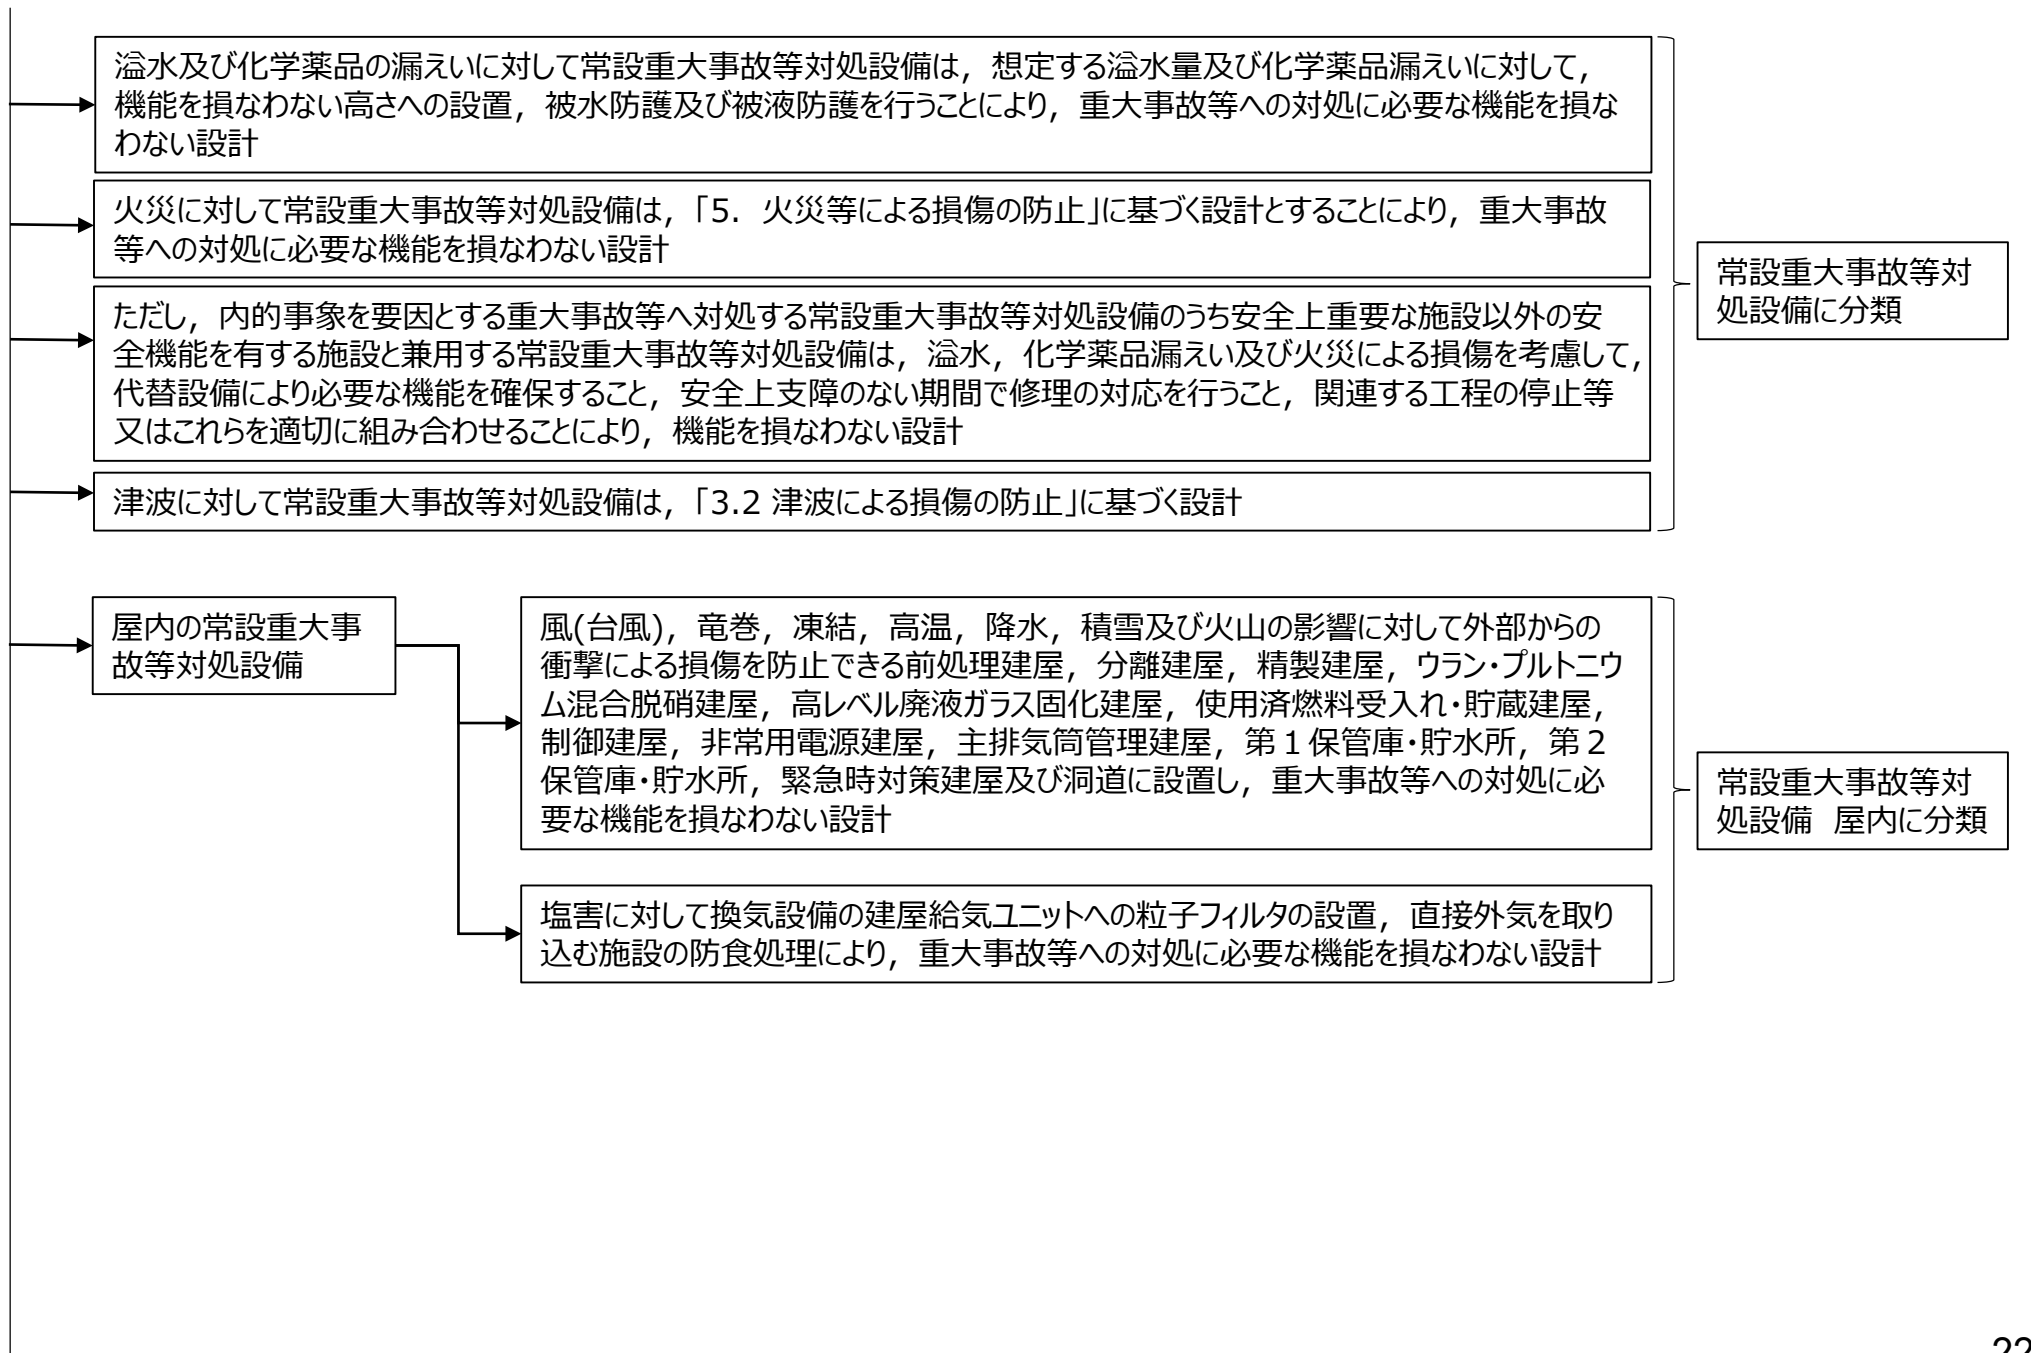 溢水及び化学薬品の漏えいに対して常設重大事故等対処設備は，想定する溢水量及び化学薬品漏えいに対して，
機能を損なわない高さへの設置，被水防護及び被液防護を行うことにより，重大事故等への対処に必要な機能を損な
わない設計
火災に対して常設重大事故等対処設備は，「5． 火災等による損傷の防止」に基づく設計とすることにより，重大事故
等への対処に必要な機能を損なわない設計
常設重大事故等対
処設備に分類
ただし，内的事象を要因とする重大事故等へ対処する常設重大事故等対処設備のうち安全上重要な施設以外の安
全機能を有する施設と兼用する常設重大事故等対処設備は，溢水，化学薬品漏えい及び火災による損傷を考慮して，
代替設備により必要な機能を確保すること，安全上支障のない期間で修理の対応を行うこと，関連する工程の停止等
又はこれらを適切に組み合わせることにより，機能を損なわない設計
津波に対して常設重大事故等対処設備は，「3.2 津波による損傷の防止」に基づく設計
屋内の常設重大事
故等対処設備
風(台風)，竜巻，凍結，高温，降水，積雪及び火山の影響に対して外部からの
衝撃による損傷を防止できる前処理建屋，分離建屋，精製建屋，ウラン・プルトニウ
ム混合脱硝建屋，高レベル廃液ガラス固化建屋，使用済燃料受入れ・貯蔵建屋，
制御建屋，非常用電源建屋，主排気筒管理建屋，第１保管庫・貯水所，第２
保管庫・貯水所，緊急時対策建屋及び洞道に設置し，重大事故等への対処に必
要な機能を損なわない設計
常設重大事故等対
処設備　屋内に分類
塩害に対して換気設備の建屋給気ユニットへの粒子フィルタの設置，直接外気を取り
込む施設の防食処理により，重大事故等への対処に必要な機能を損なわない設計
22